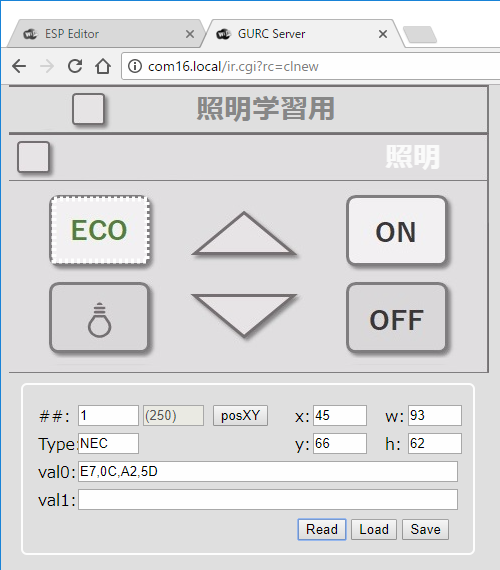 ESP Editor GURC Server
com16.local/ir.cgi?rc=clnew
照明学習用
照明
ECO ON
OFF
##: 1 (250) posXY x: 45 w: 93
Type: NEC y: 66 h: 62
val0: E7,0C,A2,5D
val1:
Read Load Save